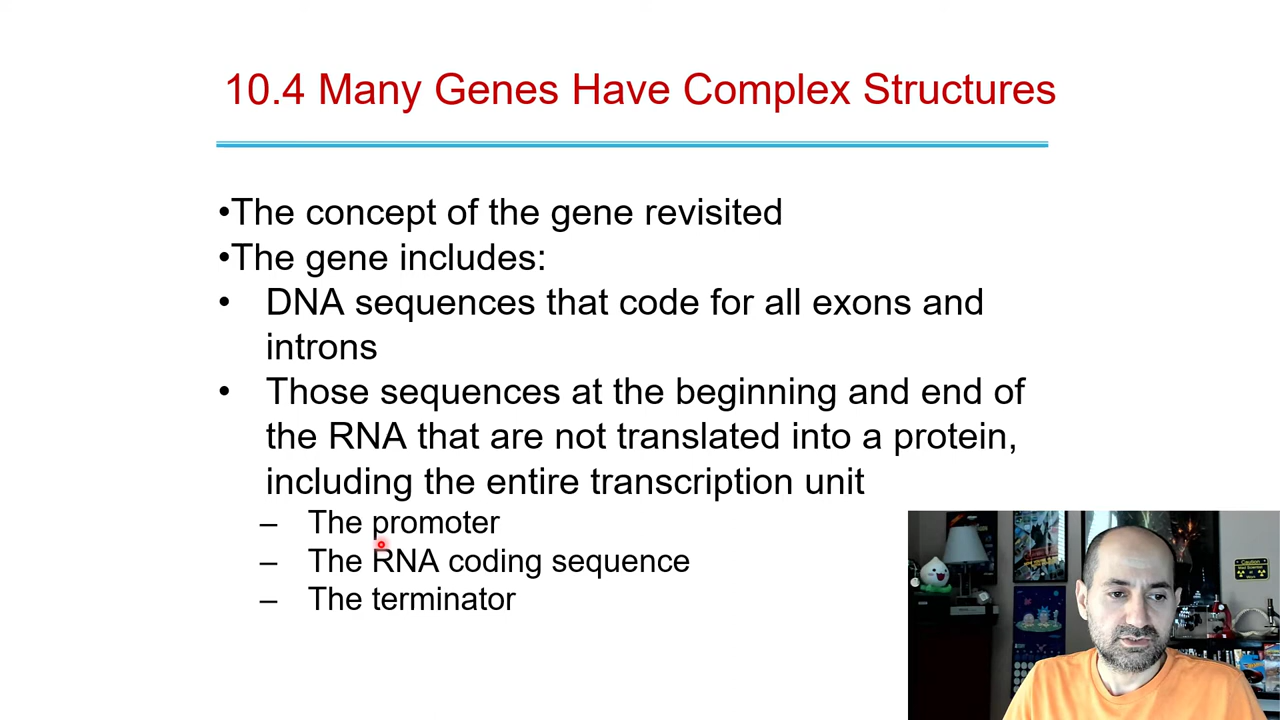 10.4 Many Genes Have Complex Structures
•The concept of the gene revisited
•The gene includes:
• DNA sequences that code for all exons and
introns
• Those sequences at the beginning and end of
the RNA that are not translated into a protein,
including the entire transcription unit
– The promoter
– The RNA coding sequence
– The terminator
Caution